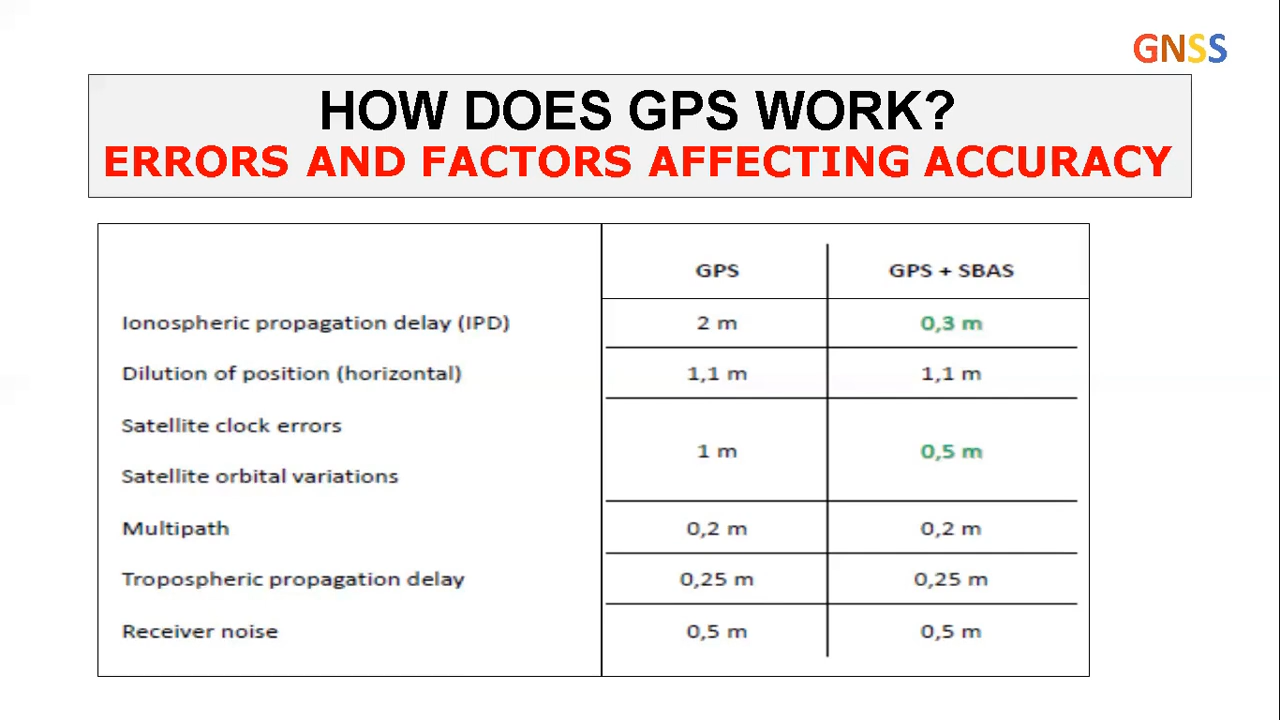 GNSS
HOW DOES GPS WORK?
ERRORS AND FACTORS AFFECTING ACCURACY
GPS GPS + SBAS
Ionospheric propagation delay (IPD) 2 m 0,3 m
Dilution of position (horizontal) 1,1 m 1,1 m
Satellite clock errors
1 m 0,5 m
Satellite orbital variations
Multipath 0,2 m 0,2 m
Tropospheric propagation delay 0,25 m 0,25 m
Receiver noise 0,5 m 0,5 m